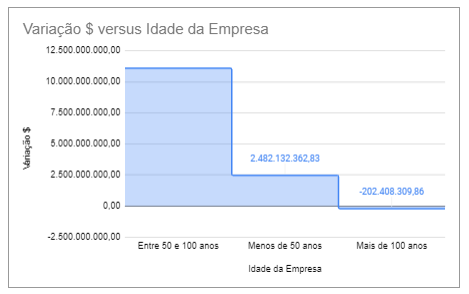 Variação $ versus Idade da Empresa
12.500.000.000,00
10.000.000.000,00
7.500.000.000,00
5.000.000.000,00
2.500.000.000,00
0,00
-2.500.000.000,00
Variação $
2.482.132.362,83
-202.408.309,86
Entre 50 e 100 anos
Menos de 50 anos
Mais de 100 anos
Idade da Empresa